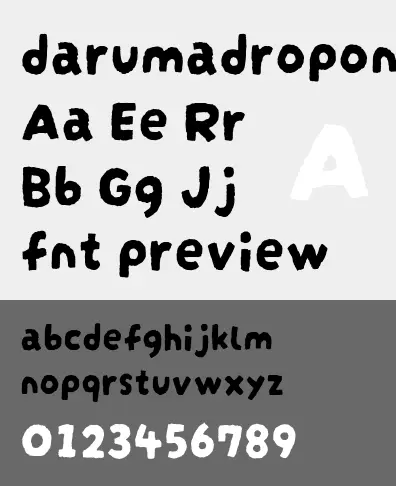 darumadropon
Aa Ee Rr
A
Bb Gg Jj
fnt preview
abcdefghijklm
nopqrstuvwxyz
0123456789